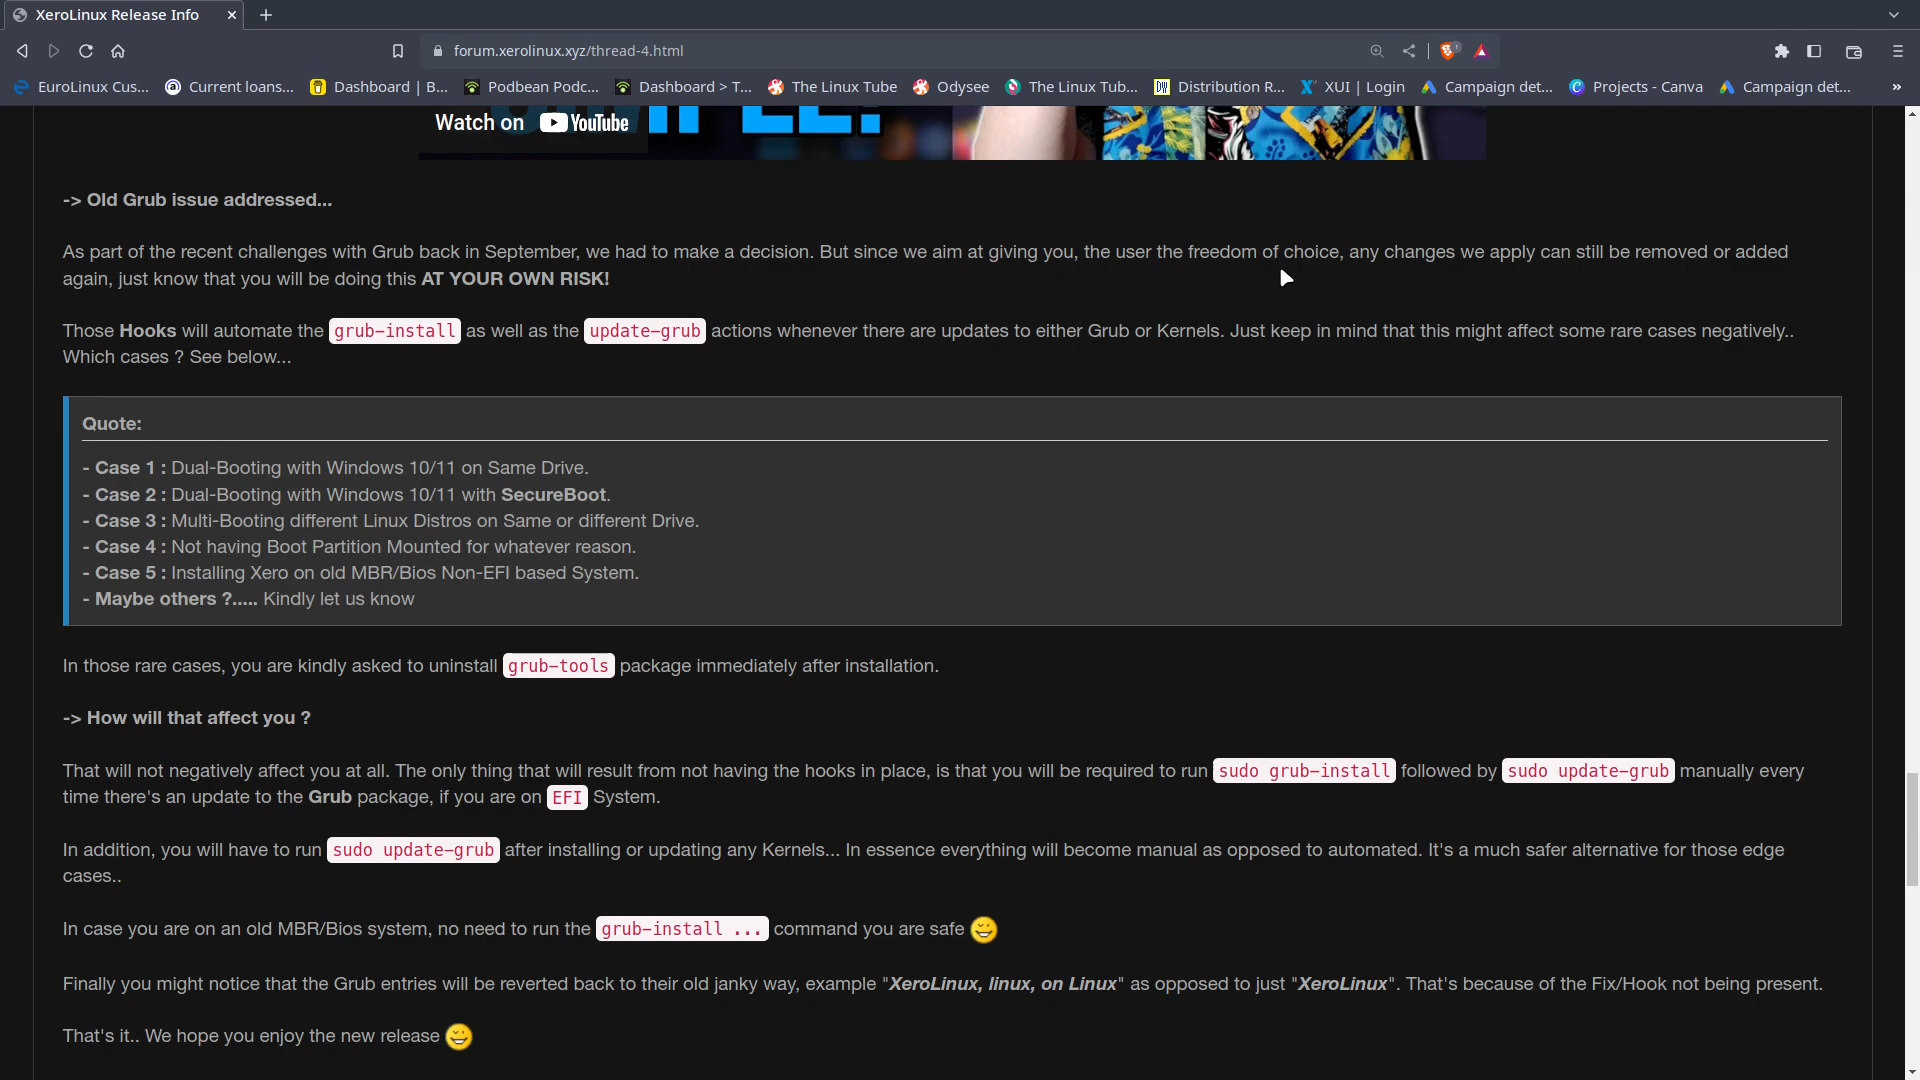 XeroLinux Release Info
forum.xerolinux.xyz/thread-4.html
EuroLinux Cus...
Current loans...
Dashboard | B...
Podbean Podc...
Dashboard > T...
The Linux Tube
Odysee
The Linux Tub...
Distribution R...
XUI | Login
Campaign det...
Projects - Canva
Campaign det...
»
Watch on YouTube
-> Old Grub issue addressed...
As part of the recent challenges with Grub back in September, we had to make a decision. But since we aim at giving you, the user the freedom of choice, any changes we apply can still be removed or added
again, just know that you will be doing this AT YOUR OWN RISK!
Those Hooks will automate the grub-install as well as the update-grub actions whenever there are updates to either Grub or Kernels. Just keep in mind that this might affect some rare cases negatively..
Which cases ? See below...
Quote:
- Case 1 : Dual-Booting with Windows 10/11 on Same Drive.
- Case 2 : Dual-Booting with Windows 10/11 with SecureBoot.
- Case 3 : Multi-Booting different Linux Distros on Same or different Drive.
- Case 4 : Not having Boot Partition Mounted for whatever reason.
- Case 5 : Installing Xero on old MBR/Bios Non-EFI based System.
- Maybe others ?..... Kindly let us know
In those rare cases, you are kindly asked to uninstall grub-tools package immediately after installation.
-> How will that affect you ?
That will not negatively affect you at all. The only thing that will result from not having the hooks in place, is that you will be required to run sudo grub-install followed by sudo update-grub manually every
time there's an update to the Grub package, if you are on EFI System.
In addition, you will have to run sudo update-grub after installing or updating any Kernels... In essence everything will become manual as opposed to automated. It's a much safer alternative for those edge
cases..
In case you are on an old MBR/Bios system, no need to run the grub-install ... command you are safe
Finally you might notice that the Grub entries will be reverted back to their old janky way, example "XeroLinux, linux, on Linux" as opposed to just "XeroLinux". That's because of the Fix/Hook not being present.
That's it.. We hope you enjoy the new release